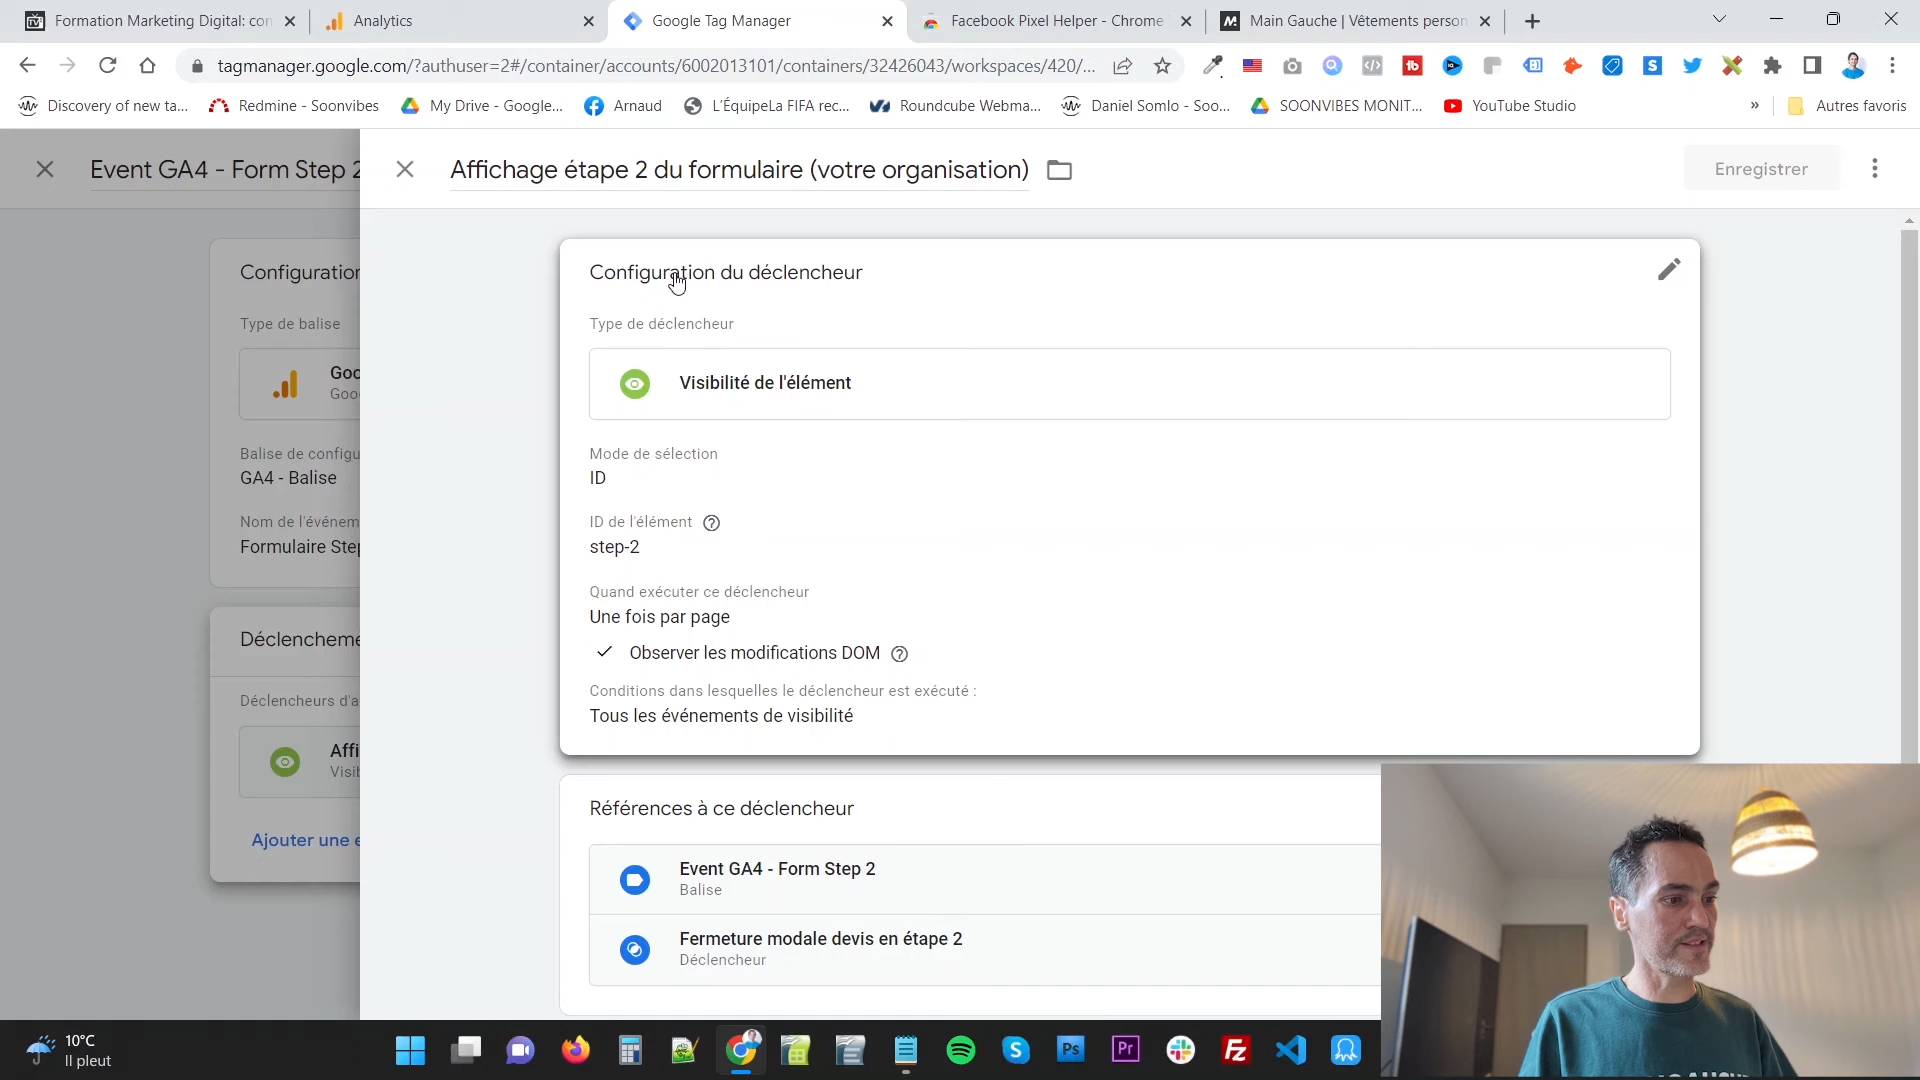 Formation Marketing Digital: con
Analytics
Google Tag Manager
Facebook Pixel Helper - Chrome
Main Gauche | Vêtements person
tagmanager.google.com/?authuser=2#/container/accounts/6002013101/containers/32426043/workspaces/420/...
Discovery of new ta...
Redmine - Soonvibes
My Drive - Google...
Arnaud
L'ÉquipeLa FIFA rec...
Roundcube Webma...
Daniel Somlo - Soo...
SOONVIBES MONIT...
YouTube Studio
»
Autres favoris
Event GA4 - Form Step 2
Affichage étape 2 du formulaire (votre organisation)
Enregistrer
Configuration
Type de balise
Goo
Goo
Balise de configu
GA4 - Balise
Nom de l'événem
Formulaire Step
Déclencheme
Déclencheurs d'a
Affi
Visib
Ajouter une e
Configuration du déclencheur
Type de déclencheur
Visibilité de l'élément
Mode de sélection
ID
ID de l'élément
step-2
Quand exécuter ce déclencheur
Une fois par page
Observer les modifications DOM
Conditions dans lesquelles le déclencheur est exécuté :
Tous les événements de visibilité
Références à ce déclencheur
Event GA4 - Form Step 2
Balise
Fermeture modale devis en étape 2
Déclencheur
10°C
Il pleut
Ps
Pr